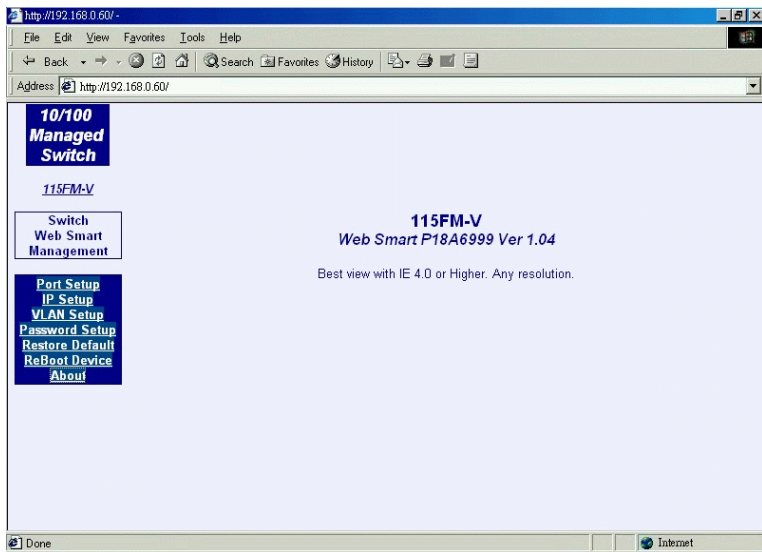 http://192.168.0.60/ -
File Edit View Favorites Tools Help
Back Search Favorites History
Address http://192.168.0.60/
10/100
Managed
Switch
115FM-V
Switch
Web Smart
Management
Port Setup
IP Setup
VLAN Setup
Password Setup
Restore Default
ReBoot Device
About
115FM-V
Web Smart P18A6999 Ver 1.04
Best view with IE 4.0 or Higher. Any resolution.
Done Internet